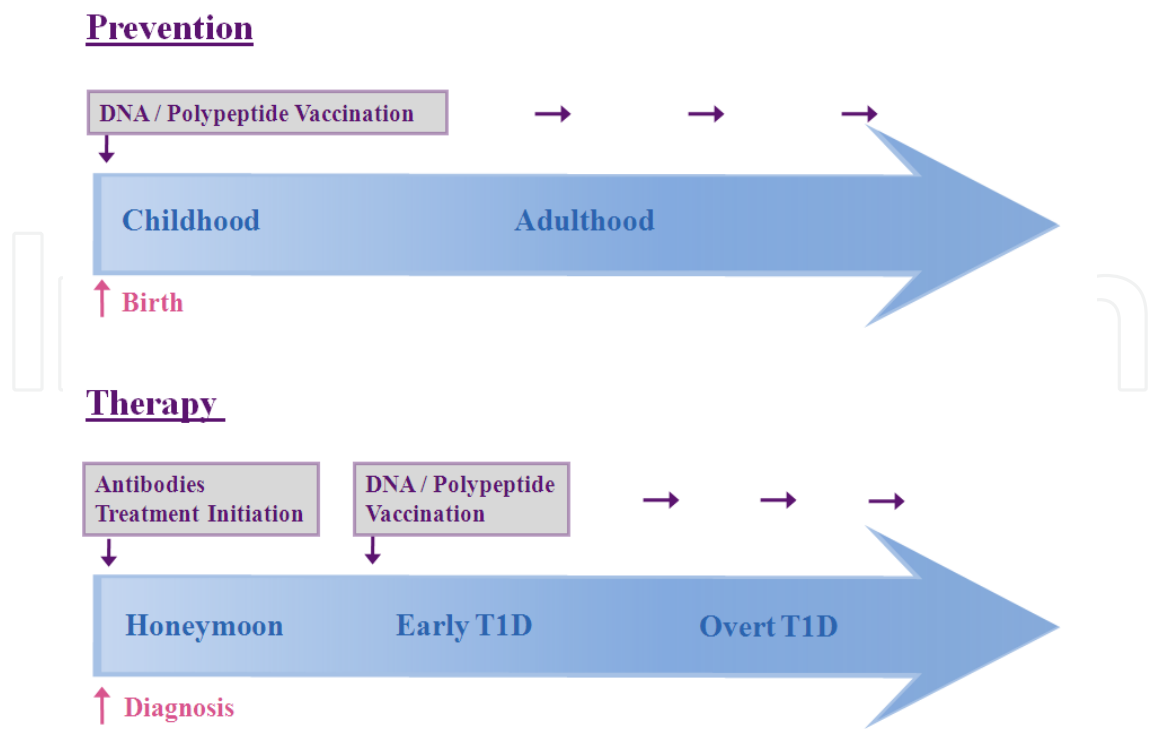 Prevention
DNA / Polypeptide Vaccination
Childhood
Adulthood
Birth
Therapy
Antibodies
Treatment Initiation
DNA / Polypeptide
Vaccination
Honeymoon
Early T1D
Overt T1D
Diagnosis